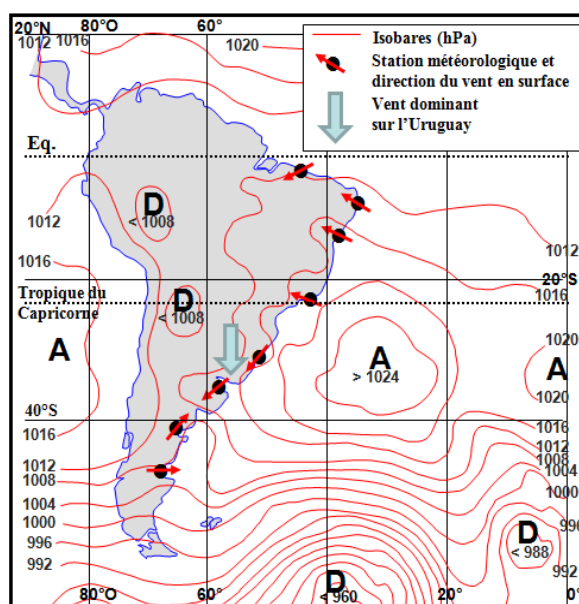 20°N
80°O
60°
Isobares (hPa)
Station météorologique et
direction du vent en surface
Vent dominant
sur l'Uruguay
1012
1016
1020
Eq.
D
< 1008
1012
1012
1016
20°S
1016
Tropique du
Capricorne
D
< 1008
A
A
> 1024
1020
A
1020
40°S
1016
1016
1012
1008
1004
1000
996
992
1012
1008
1004
1000
996
992
D
< 988
D
< 960
80°O
60°
20°
0°